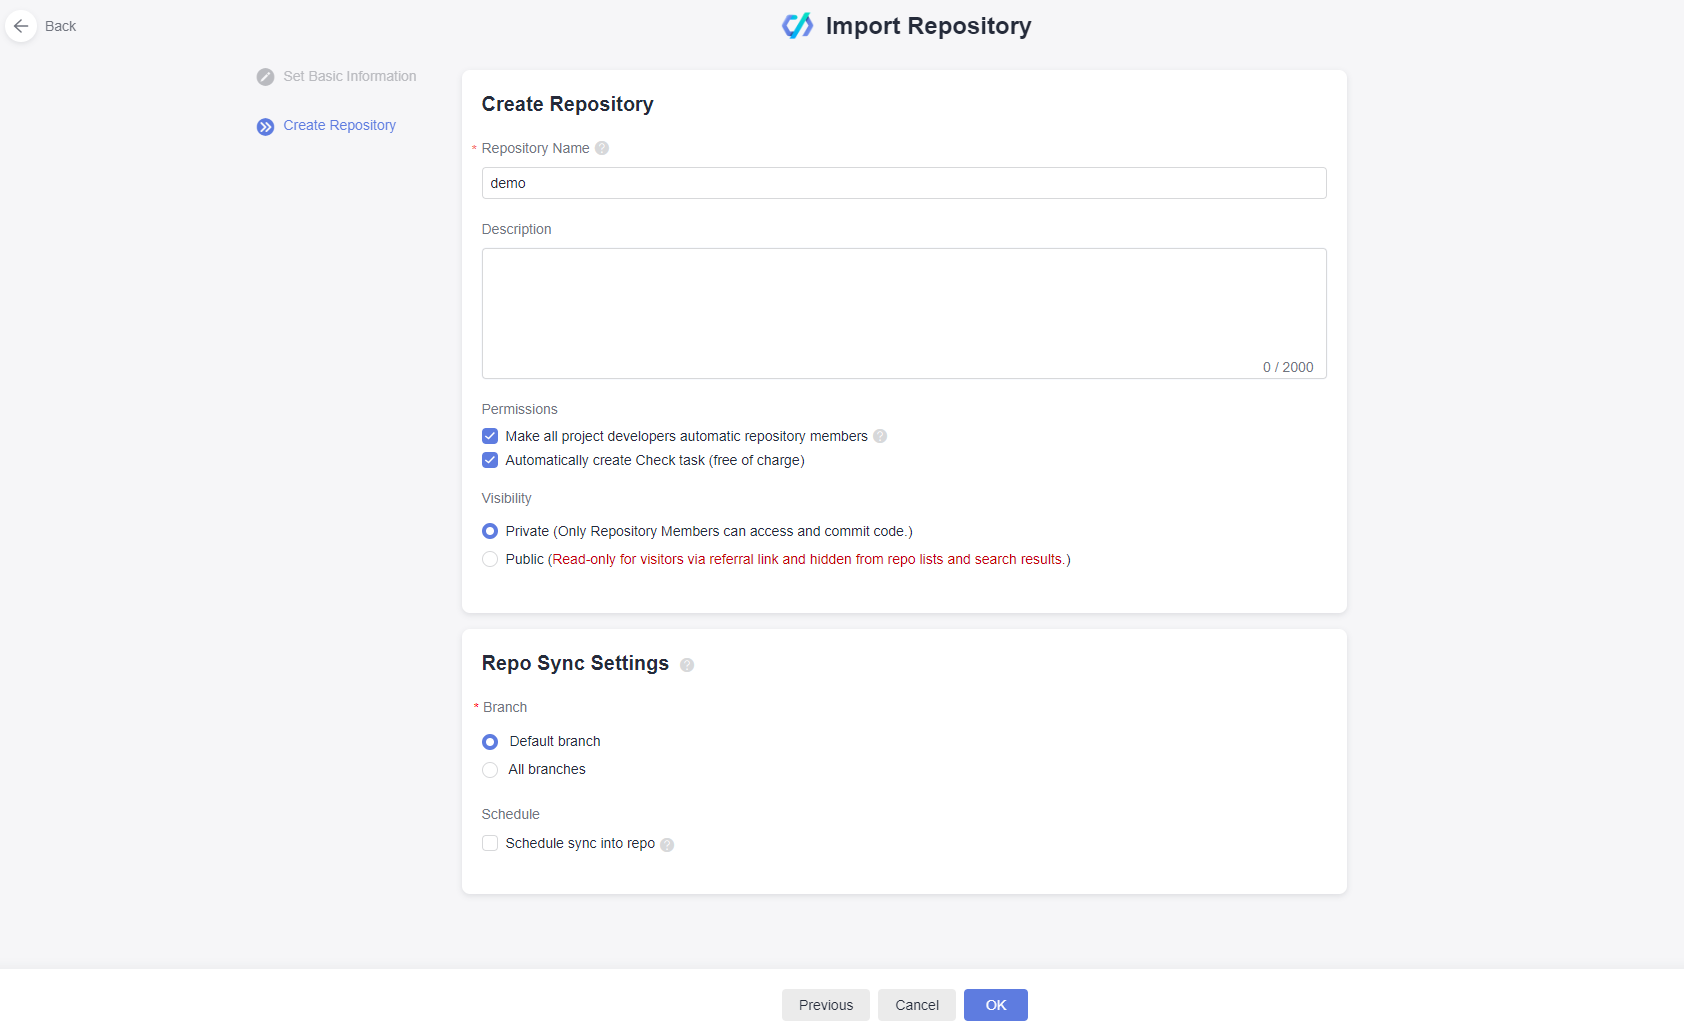 Back
Import Repository
Set Basic Information
Create Repository
Create Repository
* Repository Name ?
demo
Description
0 / 2000
Permissions
Make all project developers automatic repository members ?
Automatically create Check task (free of charge)
Visibility
Private (Only Repository Members can access and commit code.)
Public (Read-only for visitors via referral link and hidden from repo lists and search results.)
Repo Sync Settings ?
* Branch
Default branch
All branches
Schedule
Schedule sync into repo ?
Previous
Cancel
OK